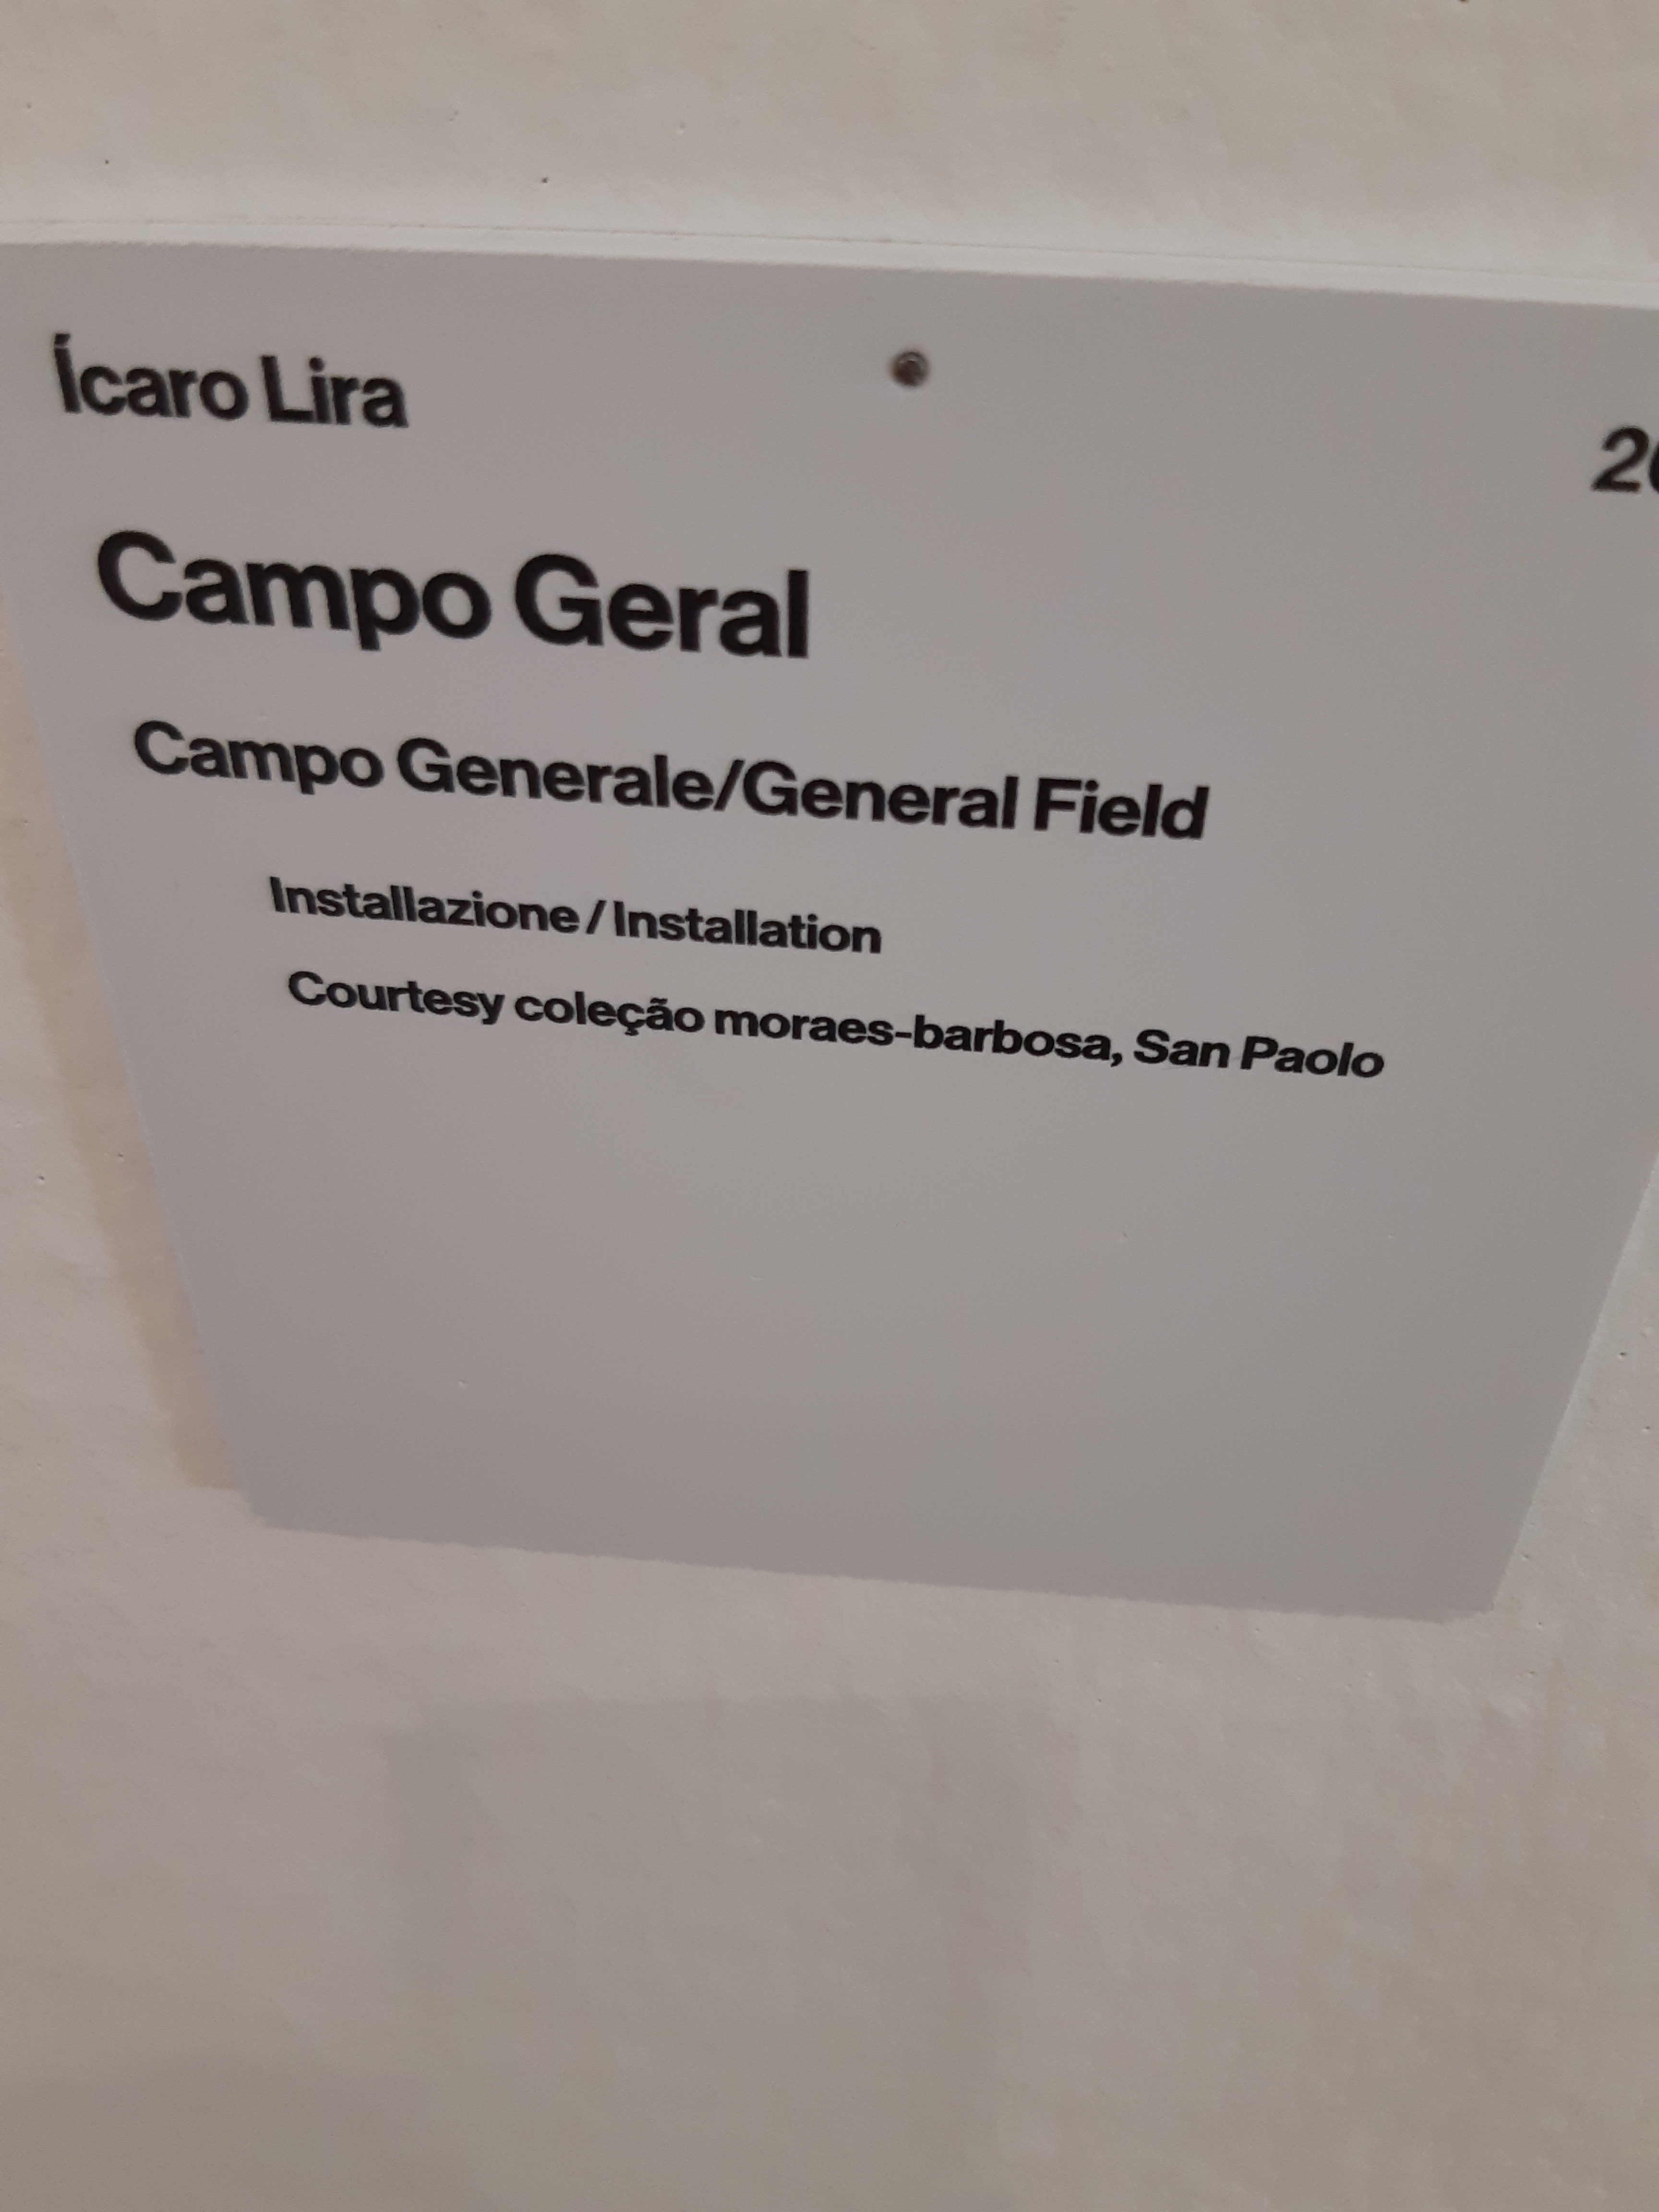 Ícaro Lira
Campo Geral
Campo Generale/General Field
Installazione/Installation
Courtesy coleção moraes-barbosa, San Paolo